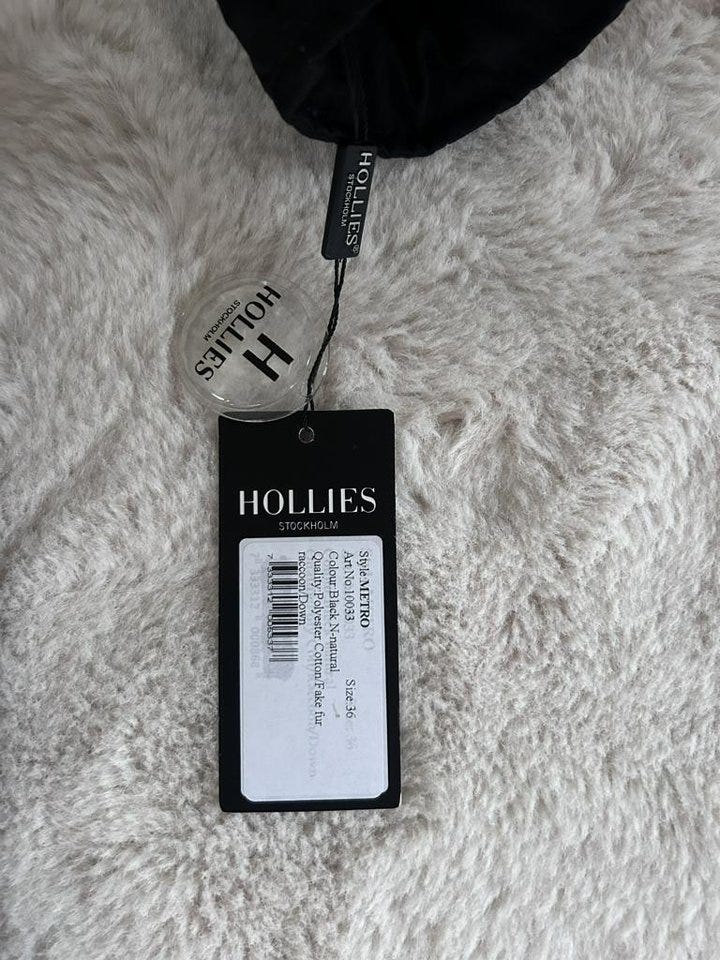 HOLLIES®
STOCKHOLM
H
HOLLIES
STOCKHOLM
HOLLIES
STOCKHOLM
Style:METRO
Art No:10033 Size:36
Colour:Black N-natural
Quality:Polyester Cotton/Fake fur
raccoon/Down